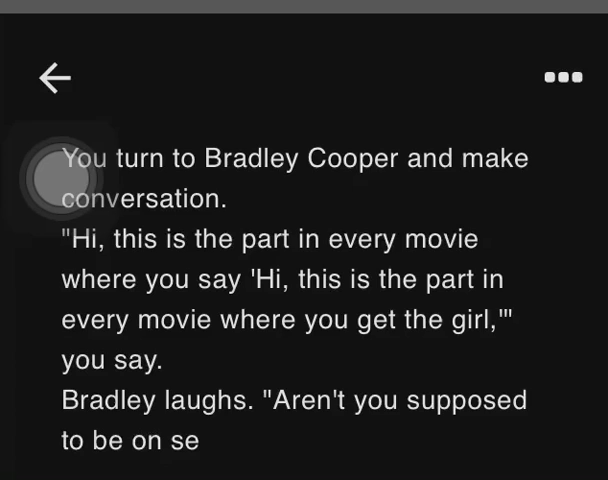 You turn to Bradley Cooper and make
conversation.
"Hi, this is the part in every movie
where you say 'Hi, this is the part in
every movie where you get the girl,'"
you say.
Bradley laughs. "Aren't you supposed
to be on se